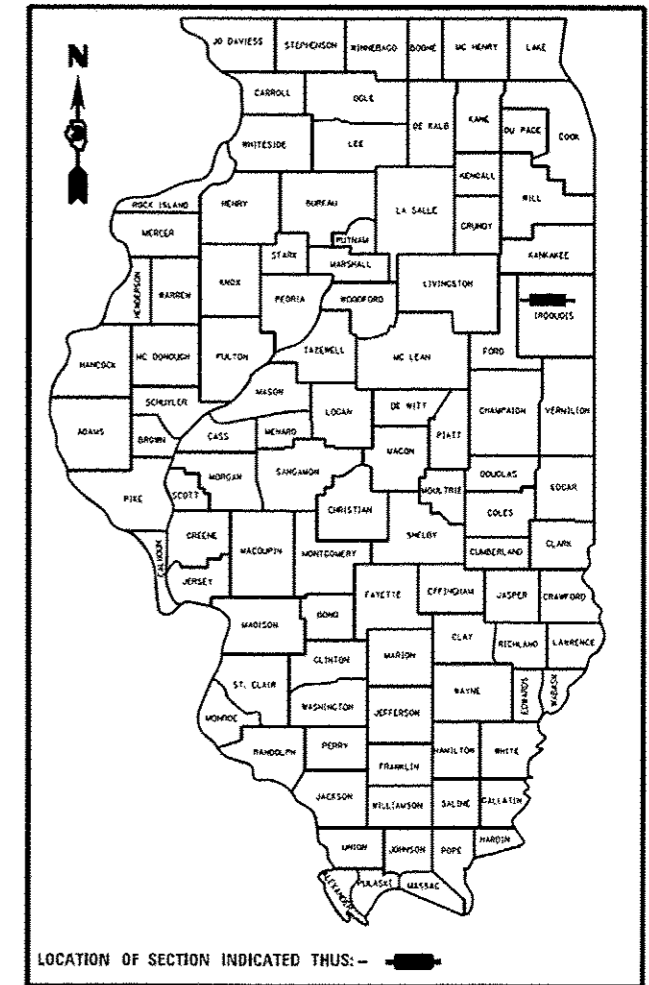 JO DAVIESS STEPHENSON WINNEBAGO BOONE MC HENRY LAKE
N
CARROLL OGLE DE KALB KANE DU PAGE COOK
WHITESIDE LEE
KENDALL
ROCK ISLAND HENRY BUREAU LA SALLE WILL
MERCER PUTNAM GRUNDY
STARK MARSHALL KANKAKEE
HENDERSON WARREN KNOX PEORIA WOODFORD LIVINGSTON
IROQUOIS
HANCOCK MC DONOUGH FULTON TAZEWELL MC LEAN FORD
MASON
SCHUYLER LOGAN DE WITT CHAMPAIGN VERMILION
ADAMS BROWN CASS MENARD PIATT
MACON
MORGAN SANGAMON DOUGLAS
PIKE SCOTT CHRISTIAN MOULTRIE COLES EDGAR
GREENE SHELBY
CALHOUN MACOUPIN MONTGOMERY CUMBERLAND CLARK
JERSEY
FAYETTE EFFINGHAM JASPER CRAWFORD
MADISON BOND
CLAY RICHLAND LAWRENCE
CLINTON MARION
ST. CLAIR WAYNE EDWARDS WABASH
MONROE WASHINGTON JEFFERSON
RANDOLPH PERRY HAMILTON WHITE
FRANKLIN
JACKSON WILLIAMSON SALINE GALLATIN
UNION JOHNSON POPE HARDIN
ALEXANDER PULASKI MASSAC
LOCATION OF SECTION INDICATED THUS: -